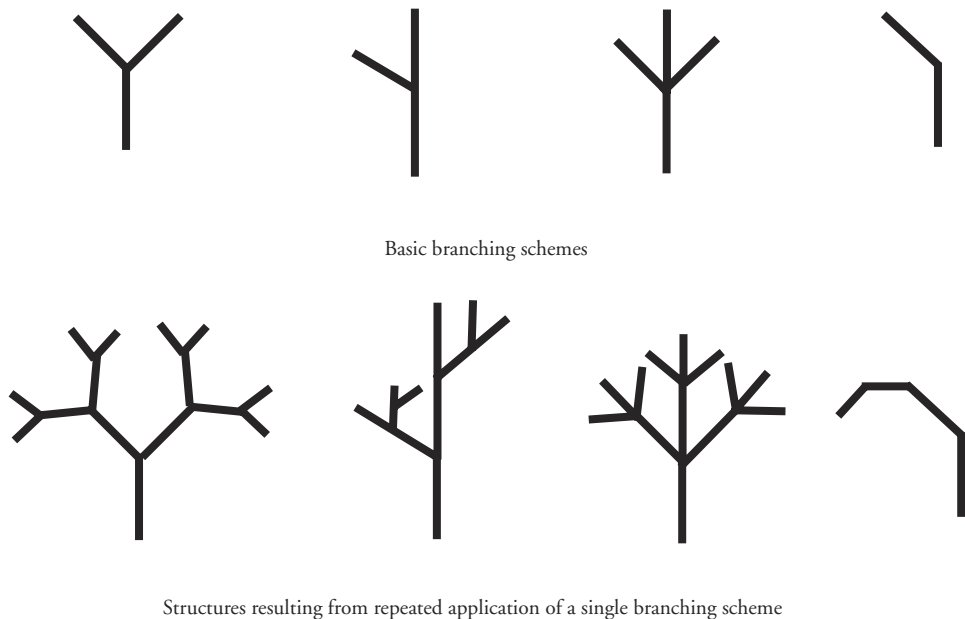 Basic branching schemes
Structures resulting from repeated application of a single branching scheme